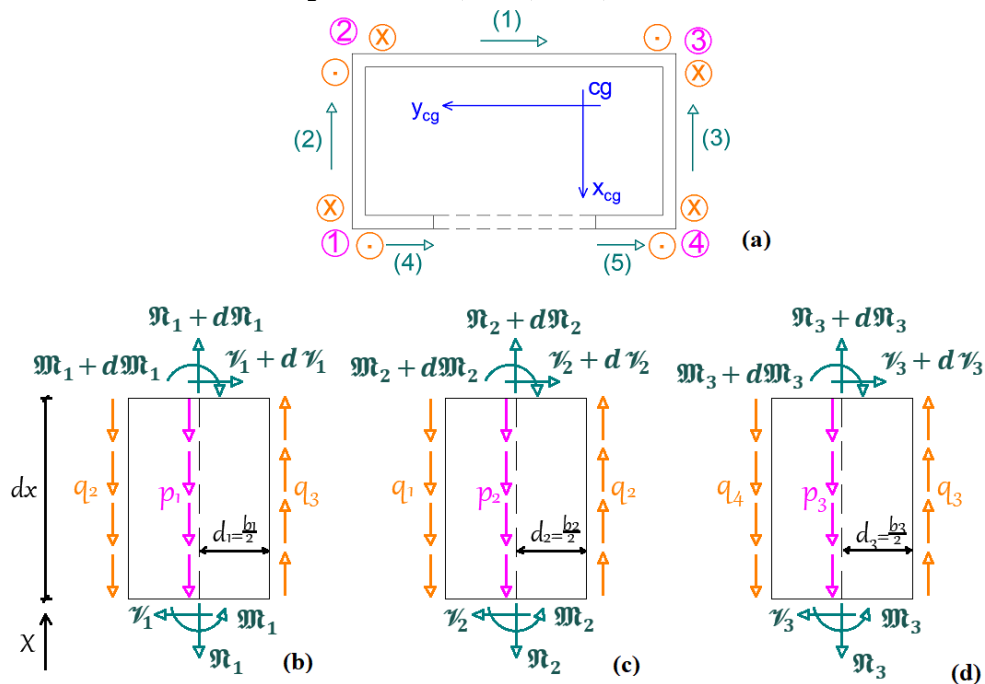 (1)
② ⓧ ③
cg
y_cg
(2) (3)
x_cg
① ④
(4) (5)
(a)
𝔑₁ + d𝔑₁ 𝔑₂ + d𝔑₂ 𝔑₃ + d𝔑₃
𝔐₁ + d𝔐₁ 𝒱₁ + d𝒱₁ 𝔐₂ + d𝔐₂ 𝒱₂ + d𝒱₂ 𝔐₃ + d𝔐₃ 𝒱₃ + d𝒱₃
dx q₂ p₁ q₃ q₁ p₂ q₂ q₄ p₃ q₃
d₁=b₁/2 d₂=b₂/2 d₃=b₃/2
𝒱₁ 𝔐₁ 𝒱₂ 𝔐₂ 𝒱₃ 𝔐₃
X 𝔑₁ (b) 𝔑₂ (c) 𝔑₃ (d)